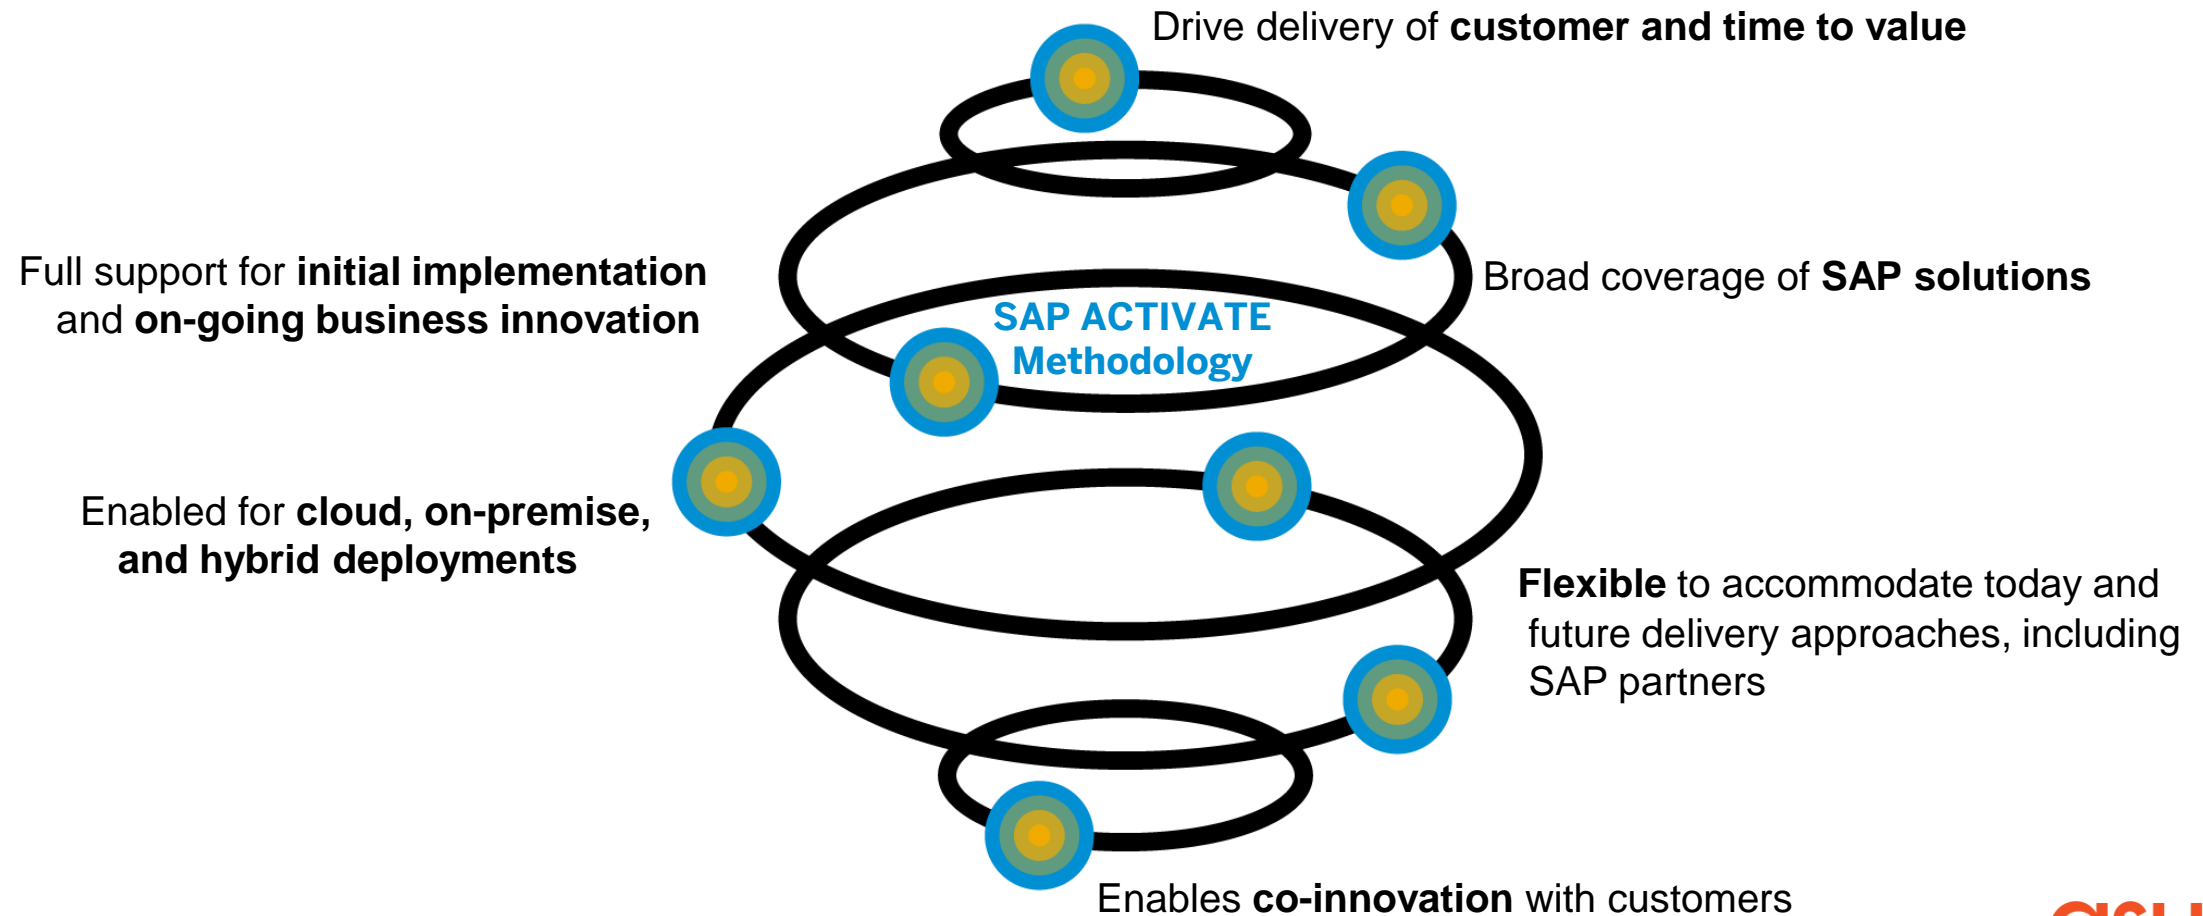 Drive delivery of customer and time to value
Full support for initial implementation
and on-going business innovation
Broad coverage of SAP solutions
SAP ACTIVATE
Methodology
Enabled for cloud, on-premise,
and hybrid deployments
Flexible to accommodate today and
future delivery approaches, including
SAP partners
Enables co-innovation with customers